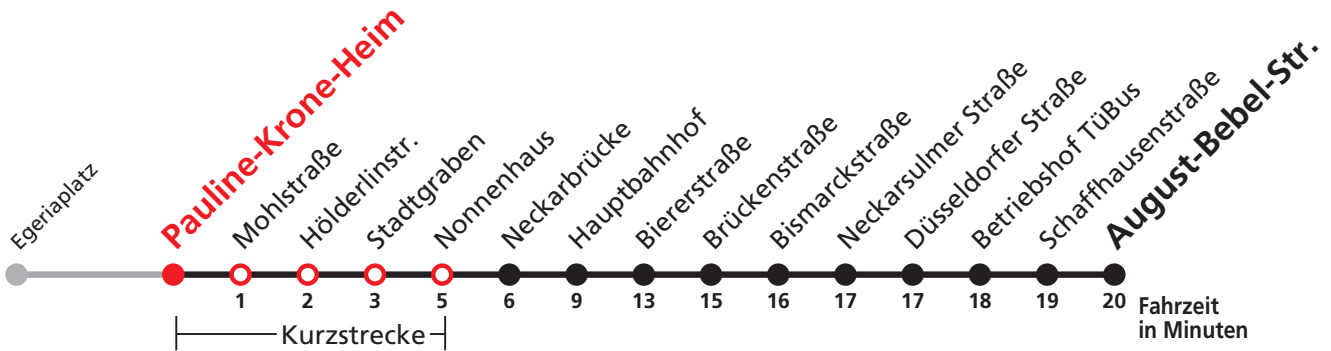 Egeriaplatz
Pauline-Krone-Heim
Mohlstraße
Hölderlinstr.
Stadtgraben
Nonnenhaus
Neckarbrücke
Hauptbahnhof
Biererstraße
Brückenstraße
Bismarckstraße
Neckarsulmer Straße
Düsseldorfer Straße
Betriebshof TüBus
Schaffhausenstraße
August-Bebel-Str.
1 2 3 5 6 9 13 15 16 17 17 18 19 20 Fahrzeit
in Minuten
Kurzstrecke